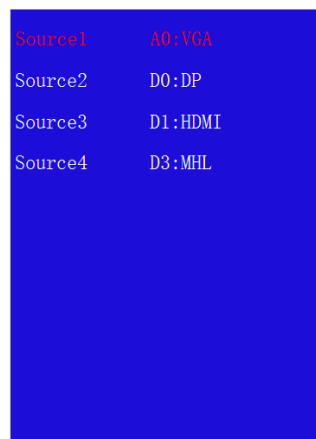 Source1 A0:VGA
Source2 D0:DP
Source3 D1:HDMI
Source4 D3:MHL